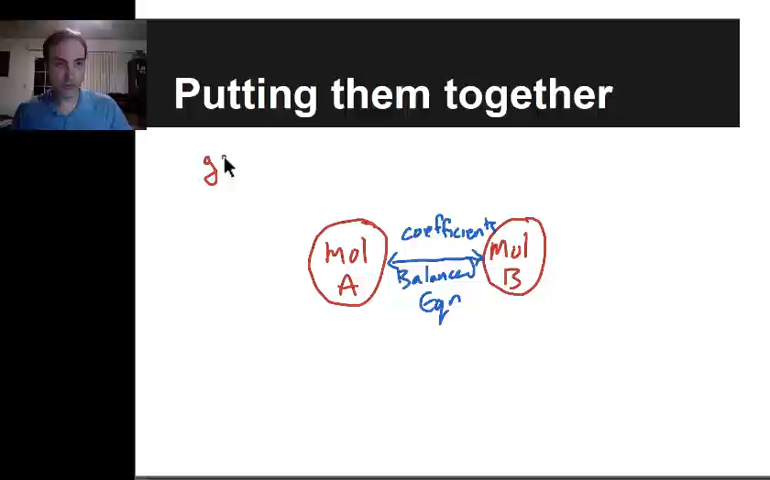 Putting them together
g
coefficients
Mol
A
Mol
B
Balanced
Eqn